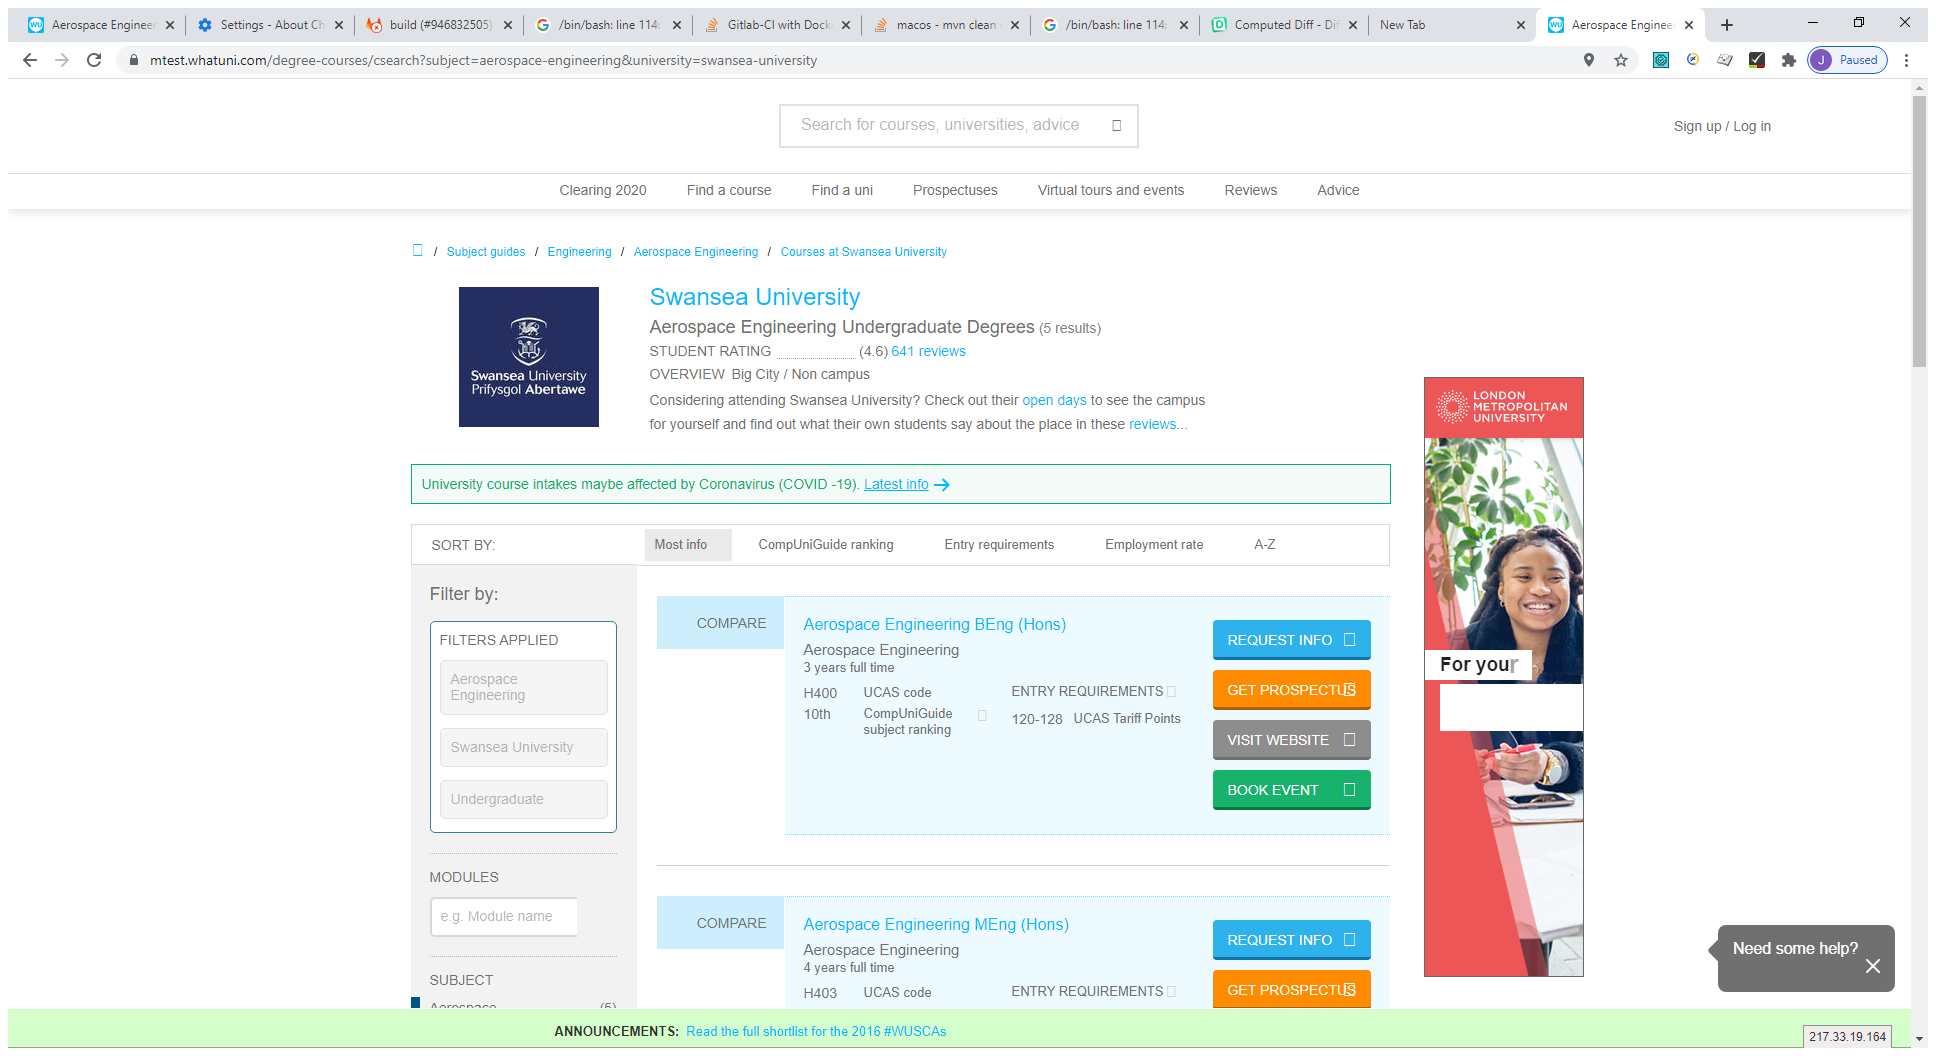 Aerospace Engineer
Settings - About Ch
build (#946832505)
/bin/bash: line 114:
Gitlab-CI with Dock
macos - mvn clean
/bin/bash: line 114:
Computed Diff - Dif
New Tab
Aerospace Enginee
mtest.whatuni.com/degree-courses/csearch?subject=aerospace-engineering&university=swansea-university
J Paused
Search for courses, universities, advice
Sign up / Log in
Clearing 2020 Find a course Find a uni Prospectuses Virtual tours and events Reviews Advice
/ Subject guides / Engineering / Aerospace Engineering / Courses at Swansea University
Swansea University
Prifysgol Abertawe
Swansea University
Aerospace Engineering Undergraduate Degrees (5 results)
STUDENT RATING (4.6) 641 reviews
OVERVIEW Big City / Non campus
Considering attending Swansea University? Check out their open days to see the campus
for yourself and find out what their own students say about the place in these reviews...
University course intakes maybe affected by Coronavirus (COVID -19). Latest info
SORT BY: Most info CompUniGuide ranking Entry requirements Employment rate A-Z
Filter by:
FILTERS APPLIED
Aerospace
Engineering
Swansea University
Undergraduate
MODULES
e.g. Module name
SUBJECT
Aerospace (5)
COMPARE
Aerospace Engineering BEng (Hons)
Aerospace Engineering
3 years full time
H400 UCAS code
10th CompUniGuide
subject ranking
ENTRY REQUIREMENTS
120-128 UCAS Tariff Points
REQUEST INFO
GET PROSPECTUS
VISIT WEBSITE
BOOK EVENT
COMPARE
Aerospace Engineering MEng (Hons)
Aerospace Engineering
4 years full time
H403 UCAS code
ENTRY REQUIREMENTS
REQUEST INFO
GET PROSPECTUS
LONDON
METROPOLITAN
UNIVERSITY
For your
Need some help?
ANNOUNCEMENTS: Read the full shortlist for the 2016 #WUSCAs
217.33.19.164